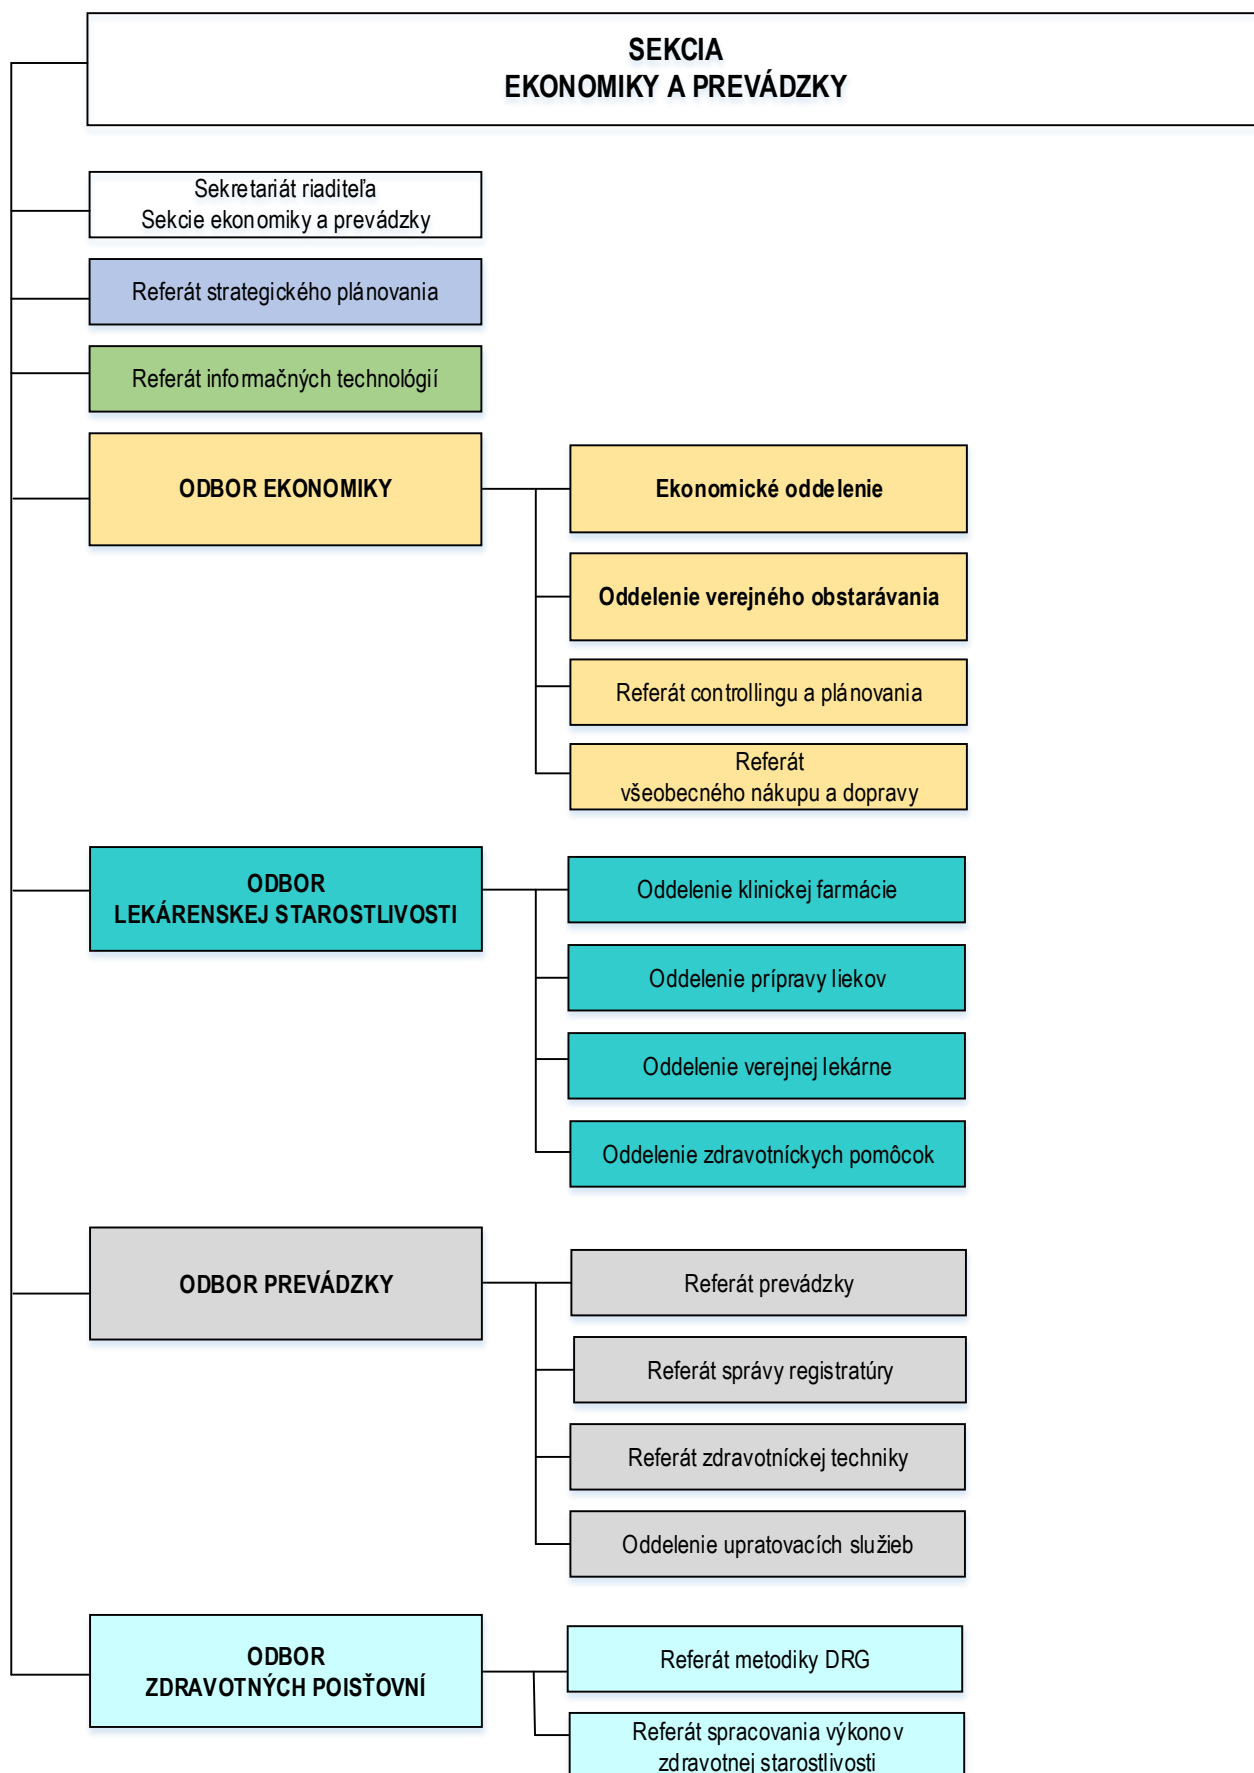 SEKCIA
EKONOMIKY A PREVÁDZKY
Sekretariát riaditeľa
Sekcie ekonomiky a prevádzky
Referát strategického plánovania
Referát informačných technológií
ODBOR EKONOMIKY
Ekonomické oddelenie
Oddelenie verejného obstarávania
Referát controllingu a plánovania
Referát
všeobecného nákupu a dopravy
ODBOR
LEKÁRENSKEJ STAROSTLIVOSTI
Oddelenie klinickej farmácie
Oddelenie prípravy liekov
Oddelenie verejnej lekárne
Oddelenie zdravotníckych pomôcok
ODBOR PREVÁDZKY
Referát prevádzky
Referát správy registratúry
Referát zdravotníckej techniky
Oddelenie upratovacích služieb
ODBOR
ZDRAVOTNÝCH POISŤOVNÍ
Referát metodiky DRG
Referát spracovania výkonov
zdravotnej starostlivosti